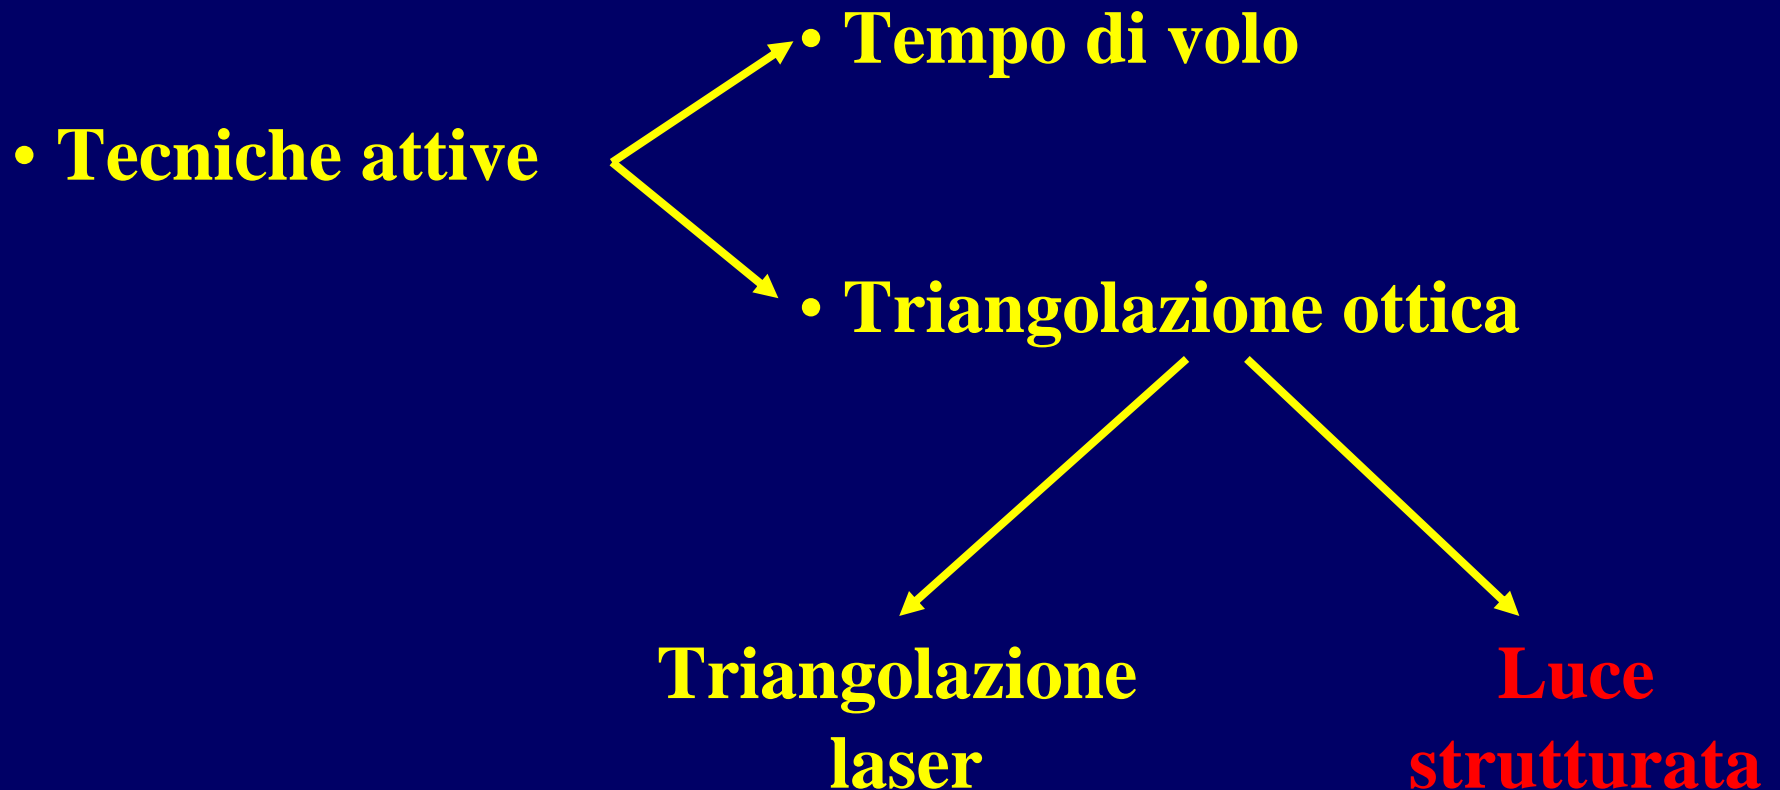 • Tempo di volo
• Tecniche attive
• Triangolazione ottica
Triangolazione
laser
Luce
strutturata